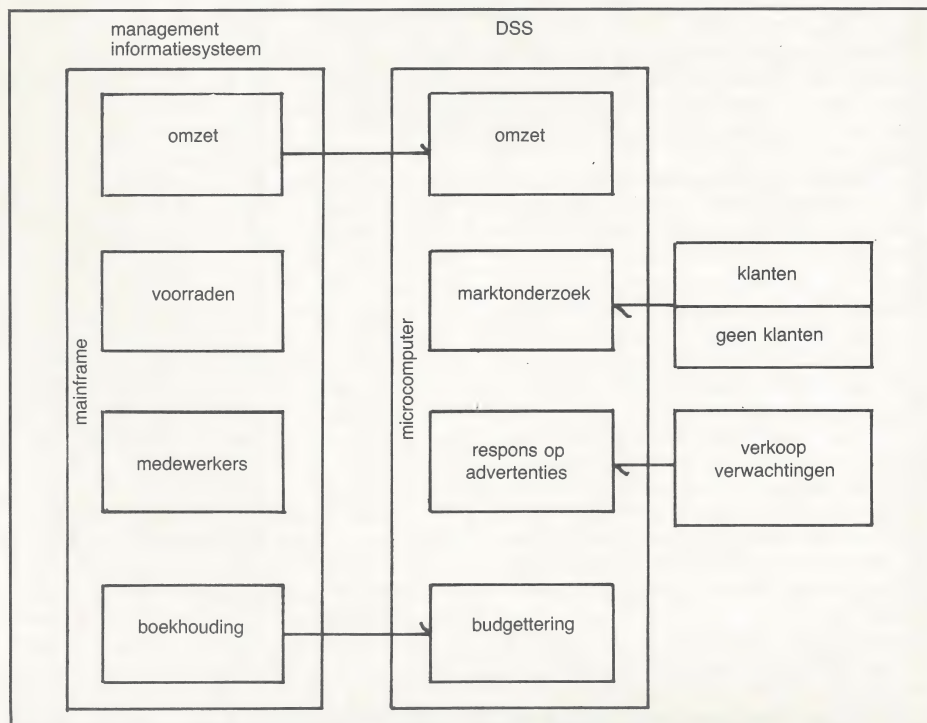 management
informatiesysteem
DSS
mainframe
omzet
voorraden
medewerkers
boekhouding
microcomputer
omzet
marktonderzoek
respons op
advertenties
budgettering
klanten
geen klanten
verkoop
verwachtingen